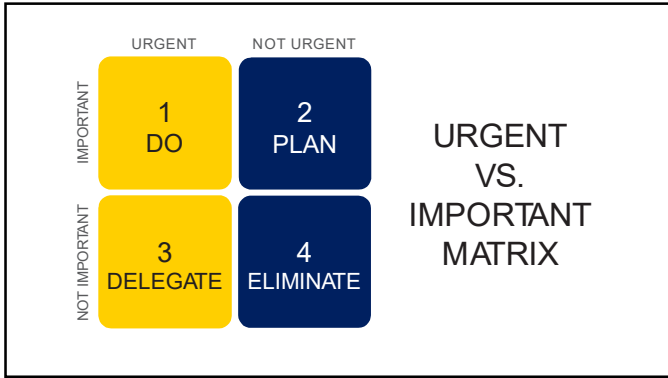 URGENT
NOT URGENT
IMPORTANT
1
DO
2
PLAN
NOT IMPORTANT
3
DELEGATE
4
ELIMINATE
URGENT
VS.
IMPORTANT
MATRIX